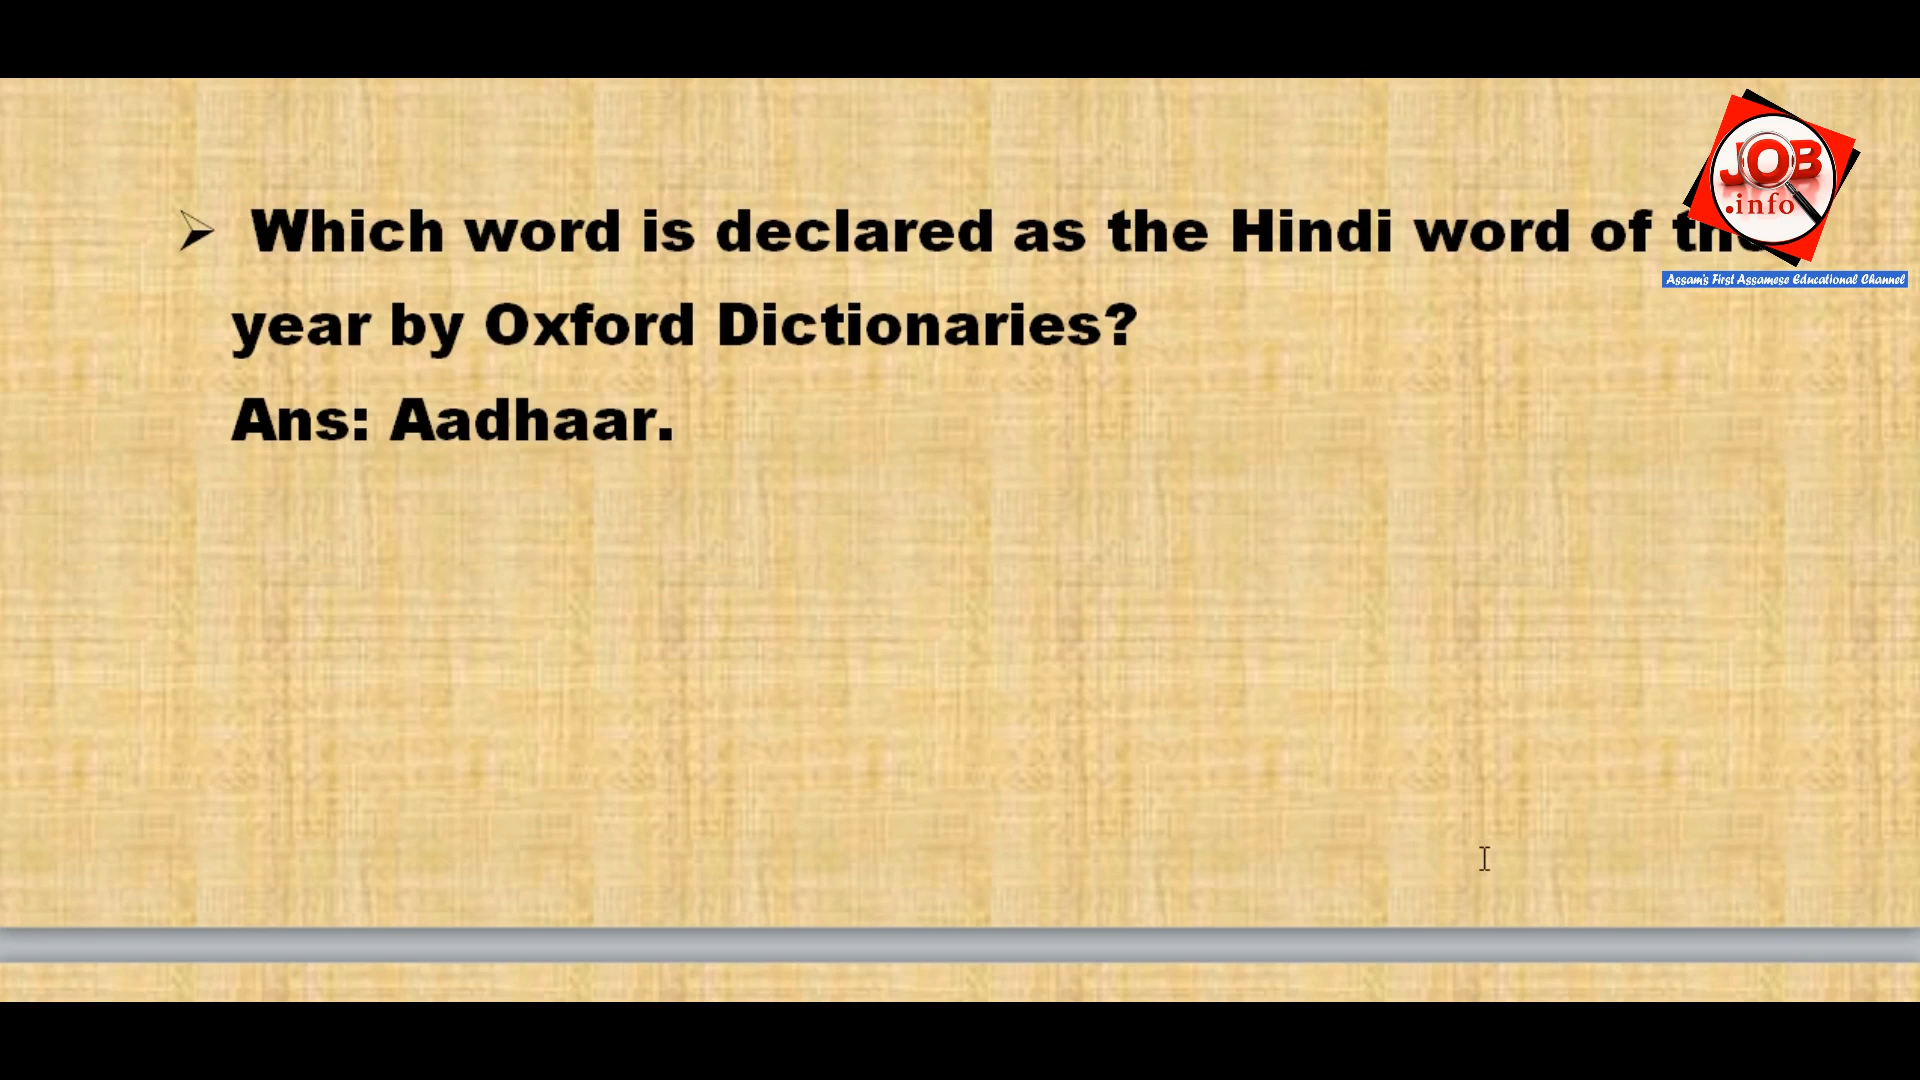 Which word is declared as the Hindi word of the
year by Oxford Dictionaries?
Ans: Aadhaar.
JOB
.info
Assam's First Assamese Educational Channel